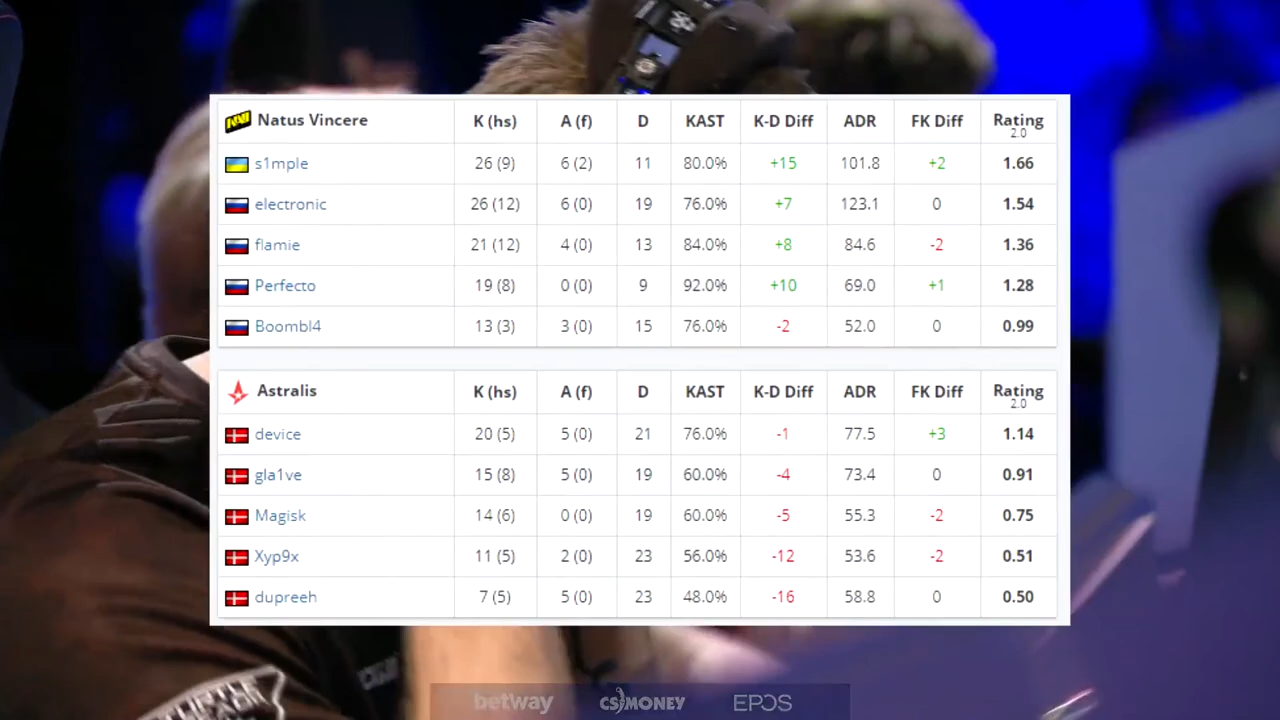 Natus Vincere K (hs) A (f) D KAST K-D Diff ADR FK Diff Rating 2.0
s1mple 26 (9) 6 (2) 11 80.0% +15 101.8 +2 1.66
electronic 26 (12) 6 (0) 19 76.0% +7 123.1 0 1.54
flamie 21 (12) 4 (0) 13 84.0% +8 84.6 -2 1.36
Perfecto 19 (8) 0 (0) 9 92.0% +10 69.0 +1 1.28
Boombl4 13 (3) 3 (0) 15 76.0% -2 52.0 0 0.99
Astralis K (hs) A (f) D KAST K-D Diff ADR FK Diff Rating 2.0
device 20 (5) 5 (0) 21 76.0% -1 77.5 +3 1.14
gla1ve 15 (8) 5 (0) 19 60.0% -4 73.4 0 0.91
Magisk 14 (6) 0 (0) 19 60.0% -5 55.3 -2 0.75
Xyp9x 11 (5) 2 (0) 23 56.0% -12 53.6 -2 0.51
dupreeh 7 (5) 5 (0) 23 48.0% -16 58.8 0 0.50
betway CS MONEY EPOS